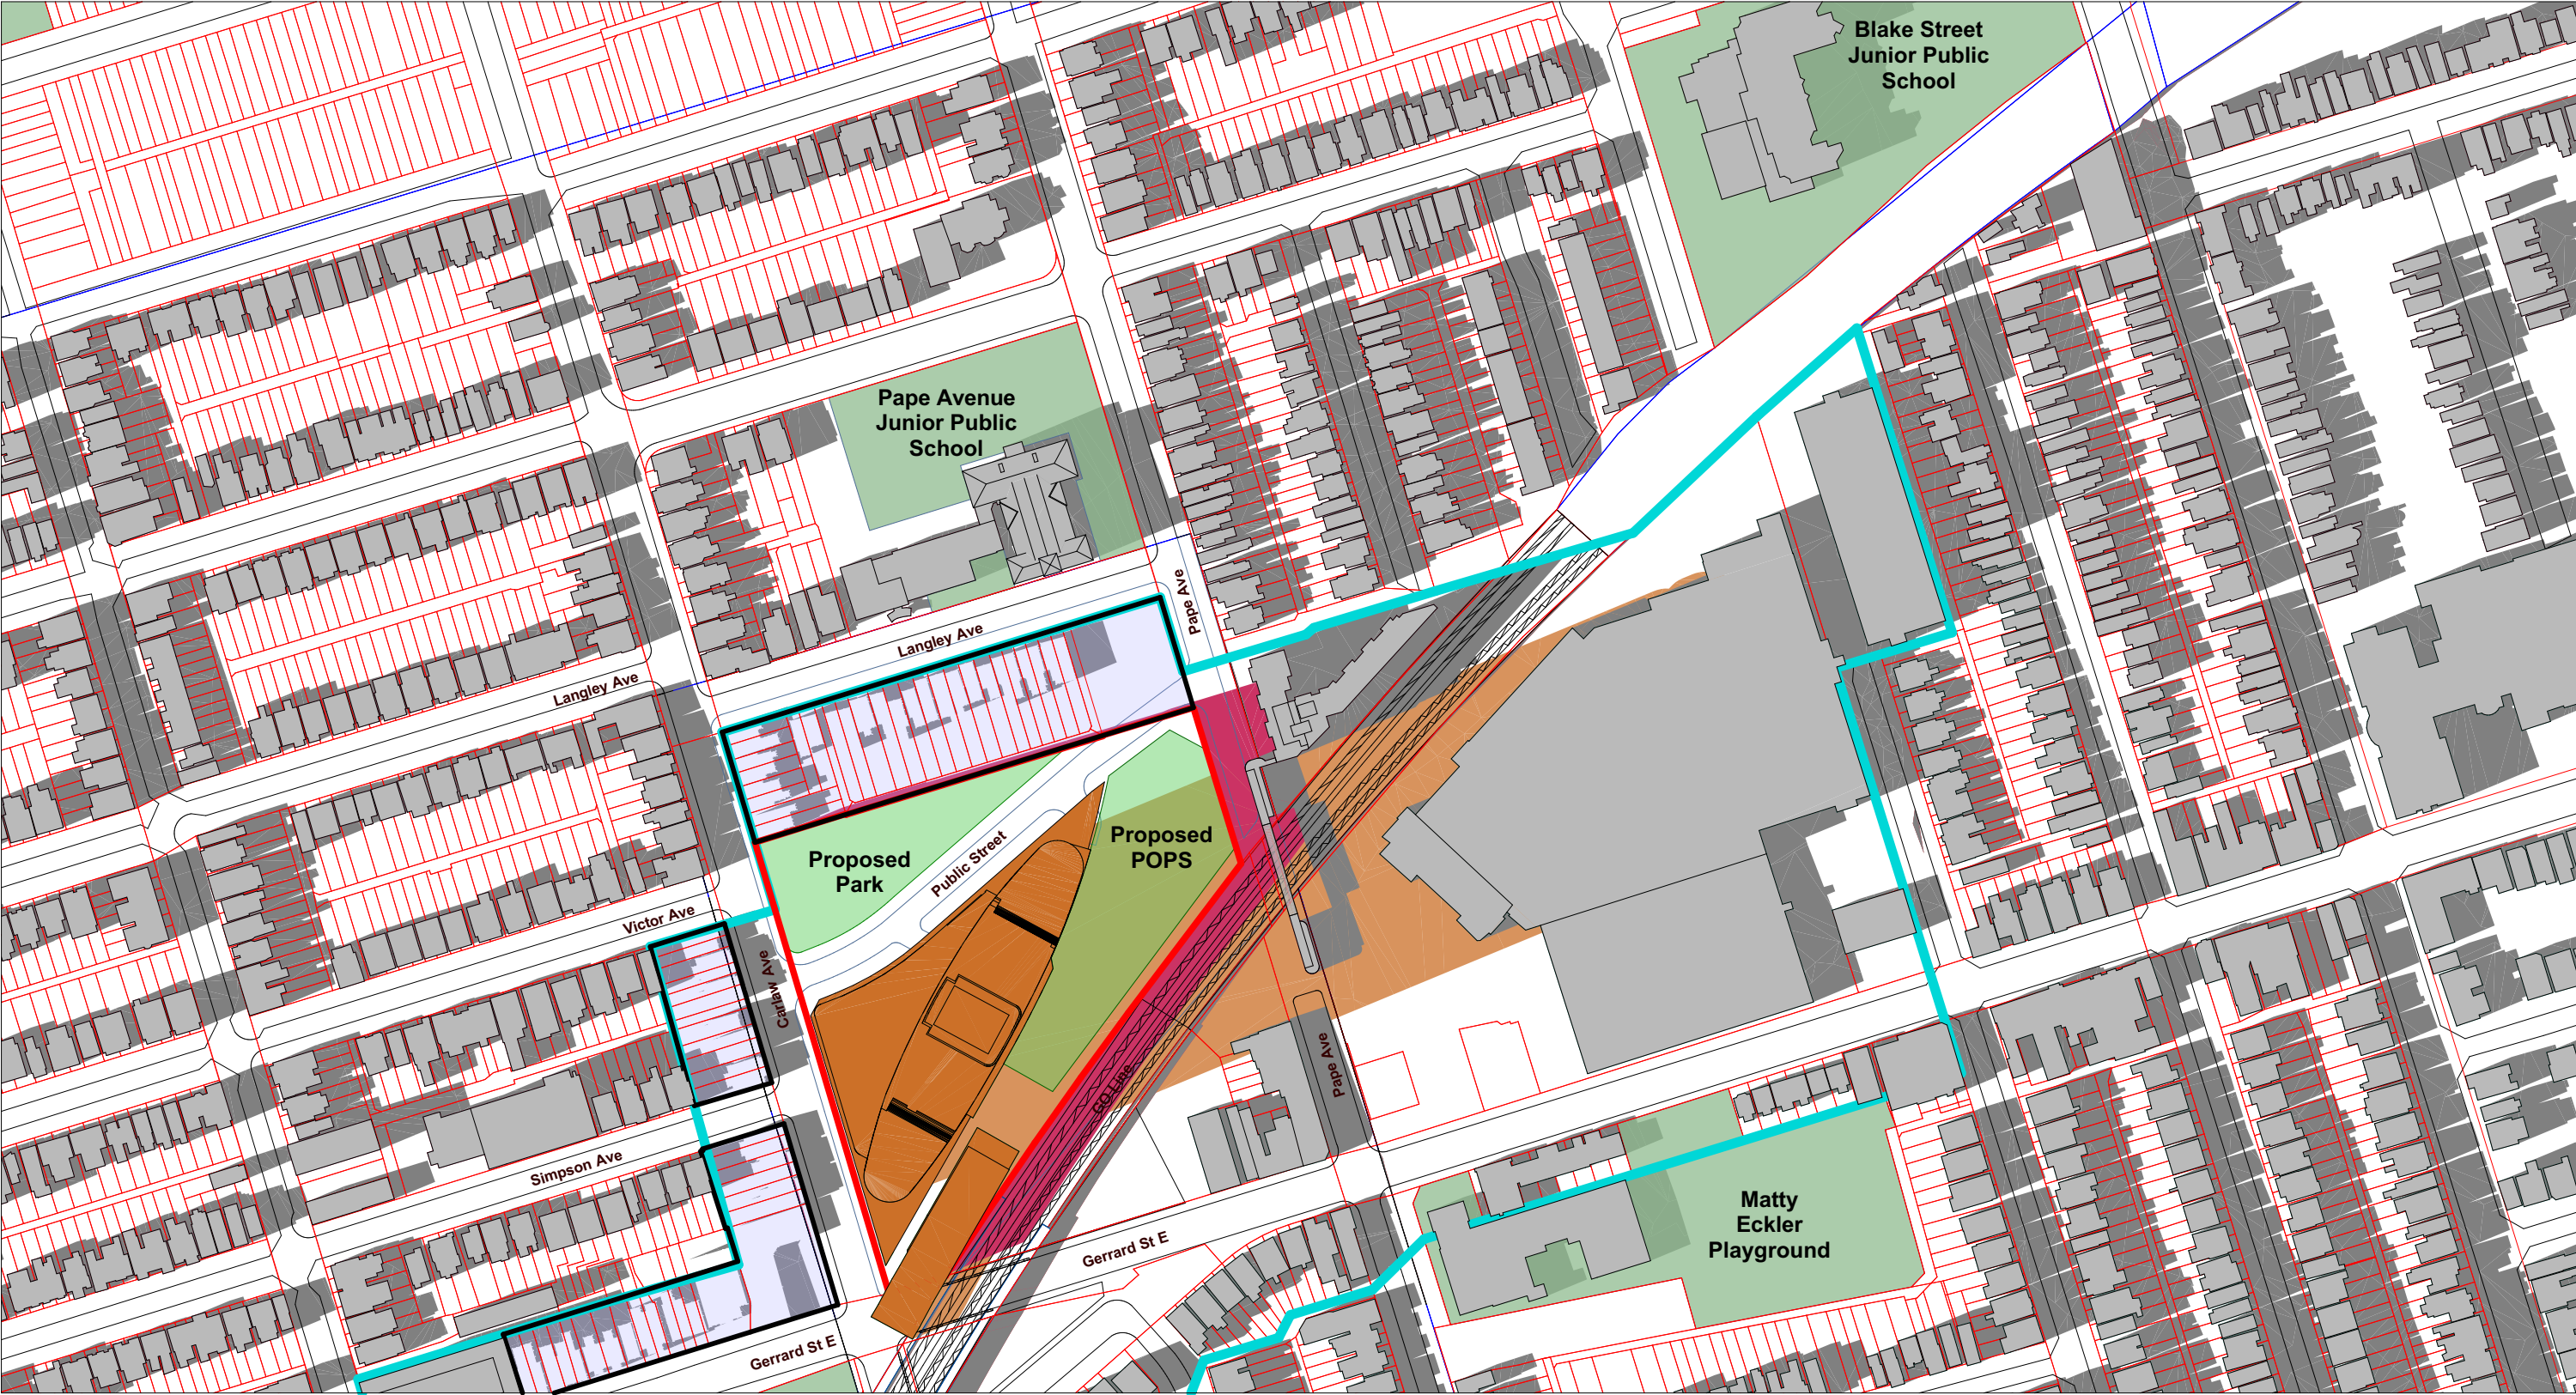 Blake Street
Junior Public
School
Pape Avenue
Junior Public
School
Pape Ave
Langley Ave
Langley Ave
Proposed
Park
Public Street
Proposed
POPS
Victor Ave
Carlaw Ave
Pape Ave
GO Line
Simpson Ave
Matty
Eckler
Playground
Gerrard St E
Gerrard St E